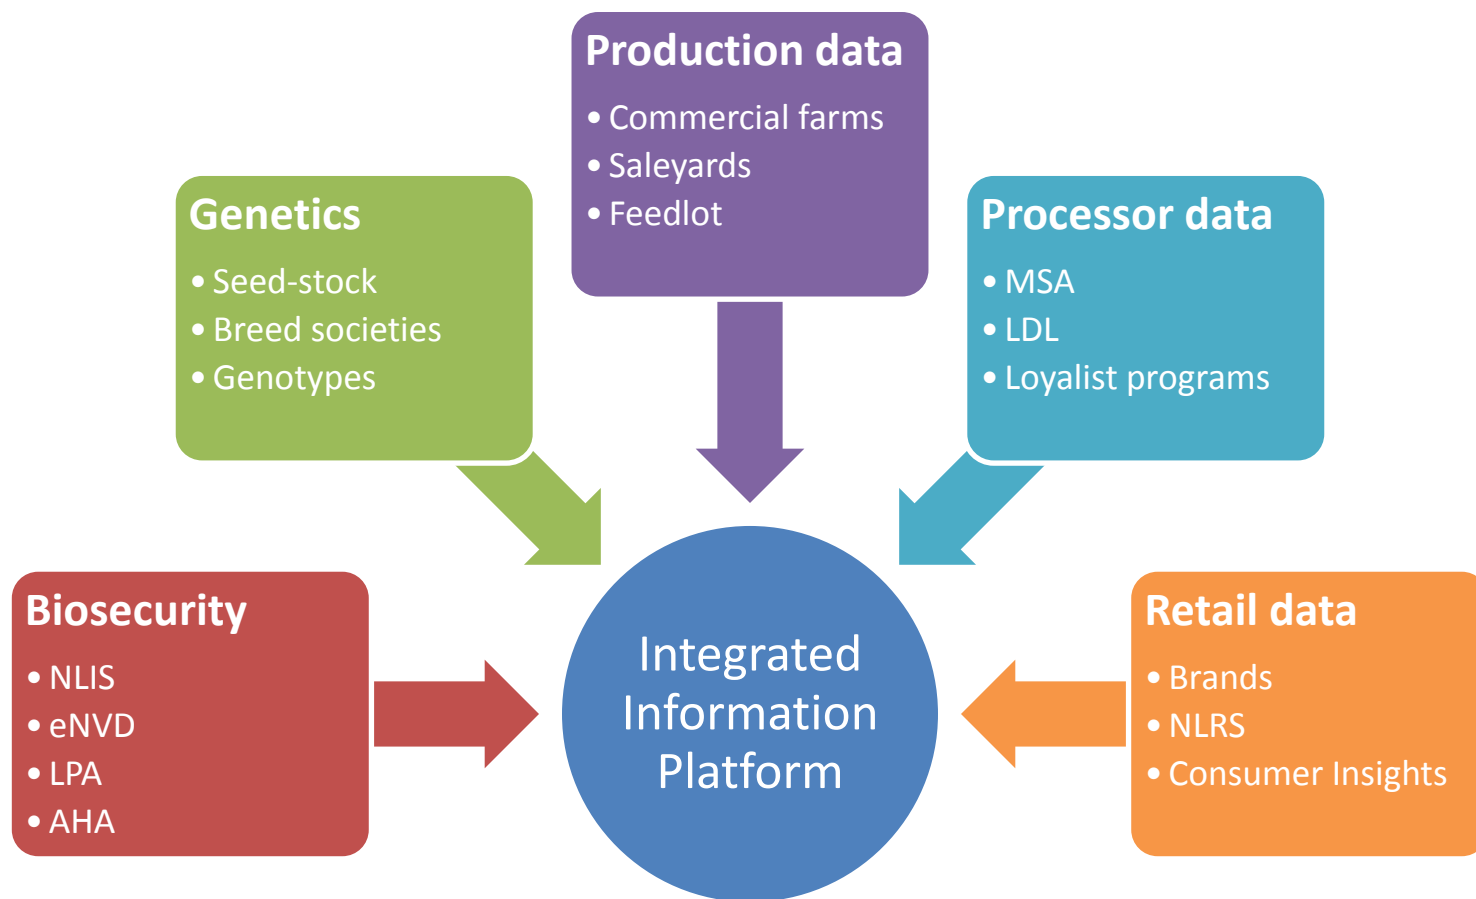 Production data
• Commercial farms
• Saleyards
• Feedlot
Genetics
• Seed-stock
• Breed societies
• Genotypes
Processor data
• MSA
• LDL
• Loyalist programs
Biosecurity
• NLIS
• eNVD
• LPA
• AHA
Integrated
Information
Platform
Retail data
• Brands
• NLRS
• Consumer Insights